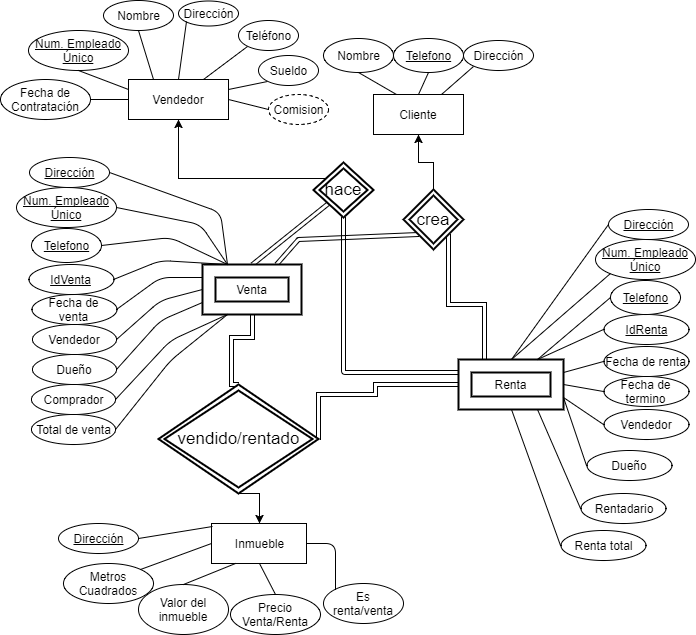 Nombre
Dirección
Num. Empleado
Único
Teléfono
Fecha de
Contratación
Sueldo
Vendedor
Comision
Nombre
Telefono
Dirección
Cliente
Dirección
Num. Empleado
Único
Telefono
IdVenta
Fecha de
venta
Vendedor
Dueño
Comprador
Total de venta
hace
crea
Venta
Dirección
Num. Empleado
Único
Telefono
IdRenta
Fecha de renta
Fecha de
termino
Vendedor
Dueño
Rentadario
Renta total
Renta
vendido/rentado
Inmueble
Dirección
Metros
Cuadrados
Valor del
inmueble
Precio
Venta/Renta
Es
renta/venta